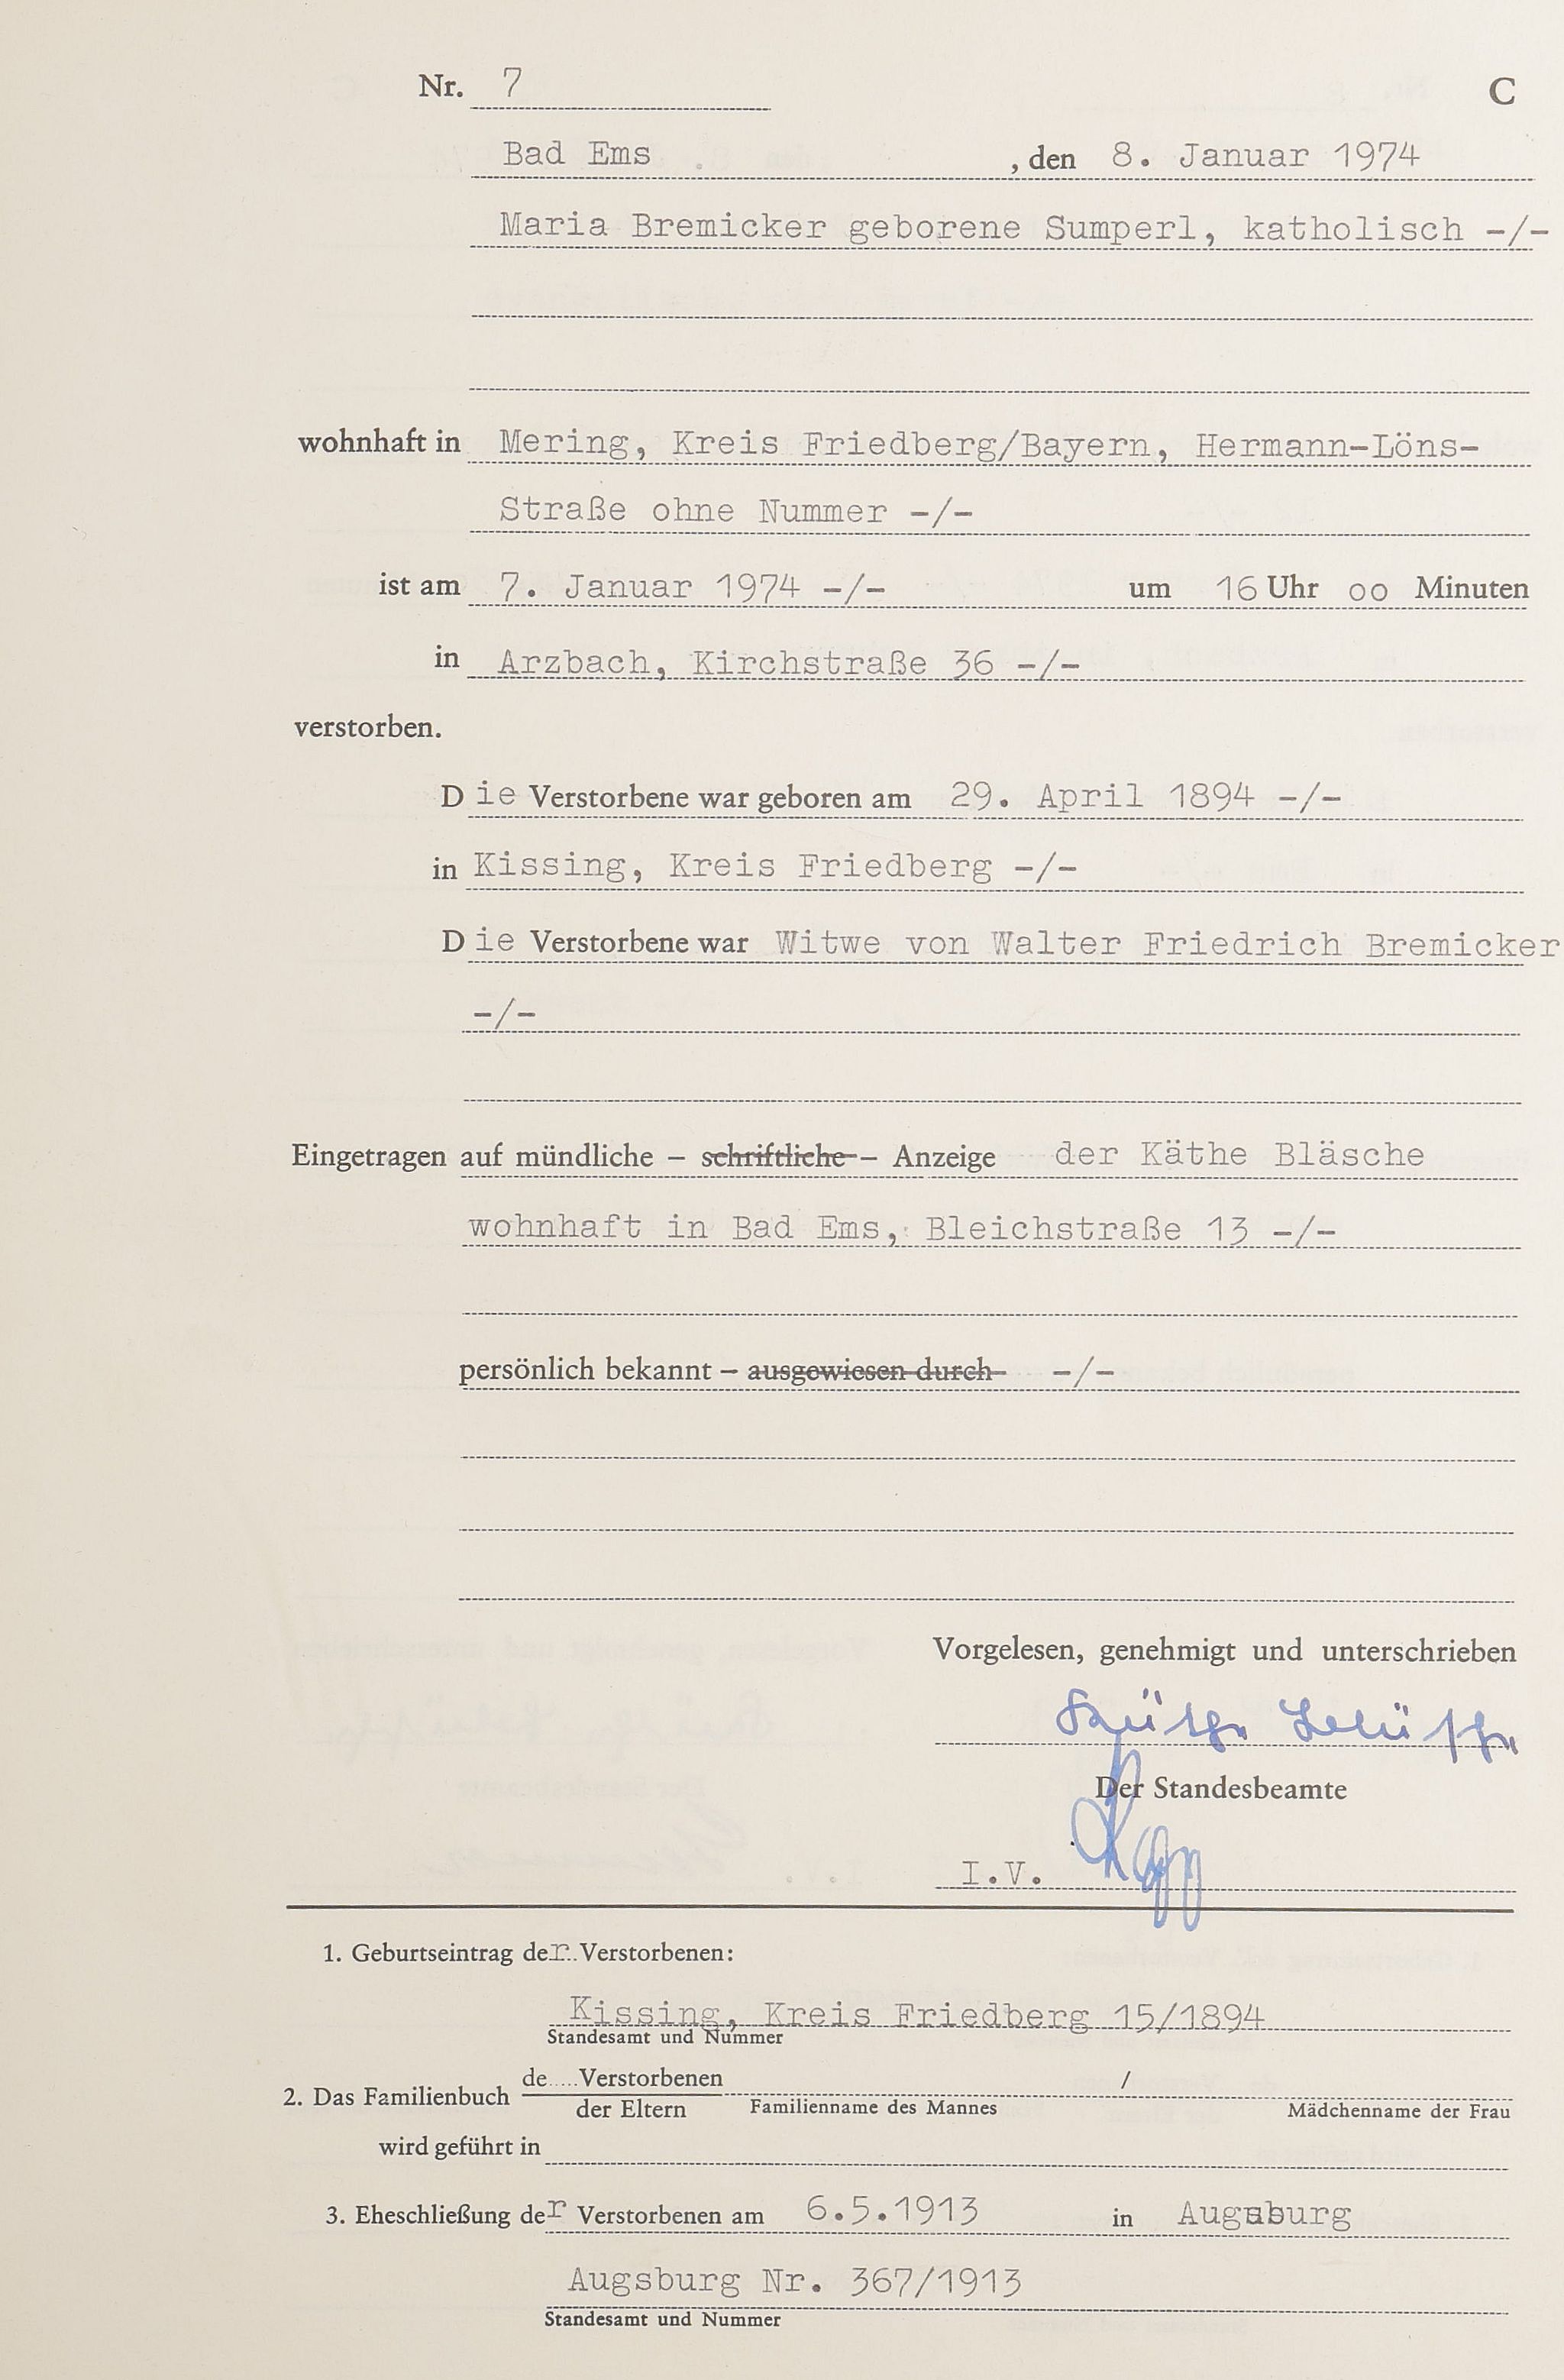 Nr. 7 C
Bad Ems , den 8. Januar 1974
Maria Bremicker geborene Sumperl, katholisch -/-
wohnhaft in Mering, Kreis Friedberg/Bayern, Hermann-Löns-
Straße ohne Nummer -/-
ist am 7. Januar 1974 -/- um 16 Uhr oo Minuten
in Arzbach, Kirchstraße 36 -/-
verstorben.
Die Verstorbene war geboren am 29. April 1894 -/-
in Kissing, Kreis Friedberg -/-
Die Verstorbene war Witwe von Walter Friedrich Bremicker
-/-
Eingetragen auf mündliche – schriftliche – Anzeige der Käthe Bläsche
wohnhaft in Bad Ems, Bleichstraße 13 -/-
persönlich bekannt – ausgewiesen durch -/-
Vorgelesen, genehmigt und unterschrieben
Der Standesbeamte
I.V.
1. Geburtseintrag der Verstorbenen:
Kissing, Kreis Friedberg 15/1894
Standesamt und Nummer
de.....Verstorbenen /
2. Das Familienbuch
der Eltern Familienname des Mannes Mädchenname der Frau
wird geführt in
3. Eheschließung der Verstorbenen am 6.5.1913 in Augsburg
Augsburg Nr. 367/1913
Standesamt und Nummer